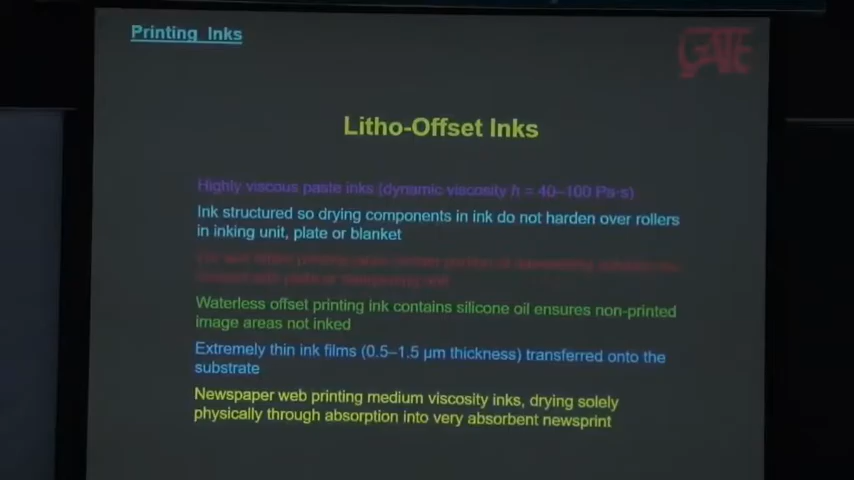 Printing Inks
GATE
Litho-Offset Inks
Highly viscous paste inks (dynamic viscosity h = 40–100 Pa·s)
Ink structured so drying components in ink do not harden over rollers
in inking unit, plate or blanket
Waterless offset printing ink contains silicone oil ensures non-printed
image areas not inked
Extremely thin ink films (0.5–1.5 µm thickness) transferred onto the
substrate
Newspaper web printing medium viscosity inks, drying solely
physically through absorption into very absorbent newsprint